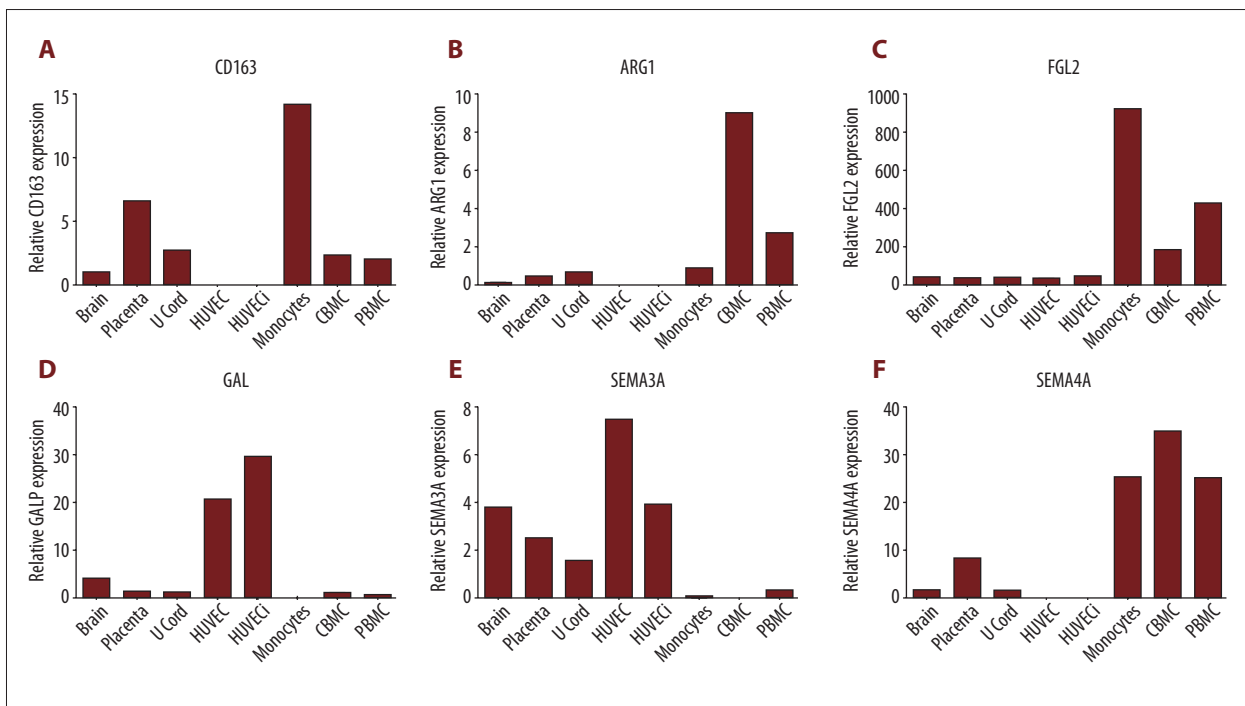 A
CD163
Relative CD163 expression
15
10
5
0
Brain
Placenta
U Cord
HUVEC
HUVECi
Monocytes
CBMC
PBMC
B
ARG1
Relative ARG1 expression
10
8
6
4
2
0
Brain
Placenta
U Cord
HUVEC
HUVECi
Monocytes
CBMC
PBMC
C
FGL2
Relative FGL2 expression
1000
800
600
400
200
0
Brain
Placenta
U Cord
HUVEC
HUVECi
Monocytes
CBMC
PBMC
D
GAL
Relative GALP expression
40
30
20
10
0
Brain
Placenta
U Cord
HUVEC
HUVECi
Monocytes
CBMC
PBMC
E
SEMA3A
Relative SEMA3A expression
8
6
4
2
0
Brain
Placenta
U Cord
HUVEC
HUVECi
Monocytes
CBMC
PBMC
F
SEMA4A
Relative SEMA4A expression
40
30
20
10
0
Brain
Placenta
U Cord
HUVEC
HUVECi
Monocytes
CBMC
PBMC